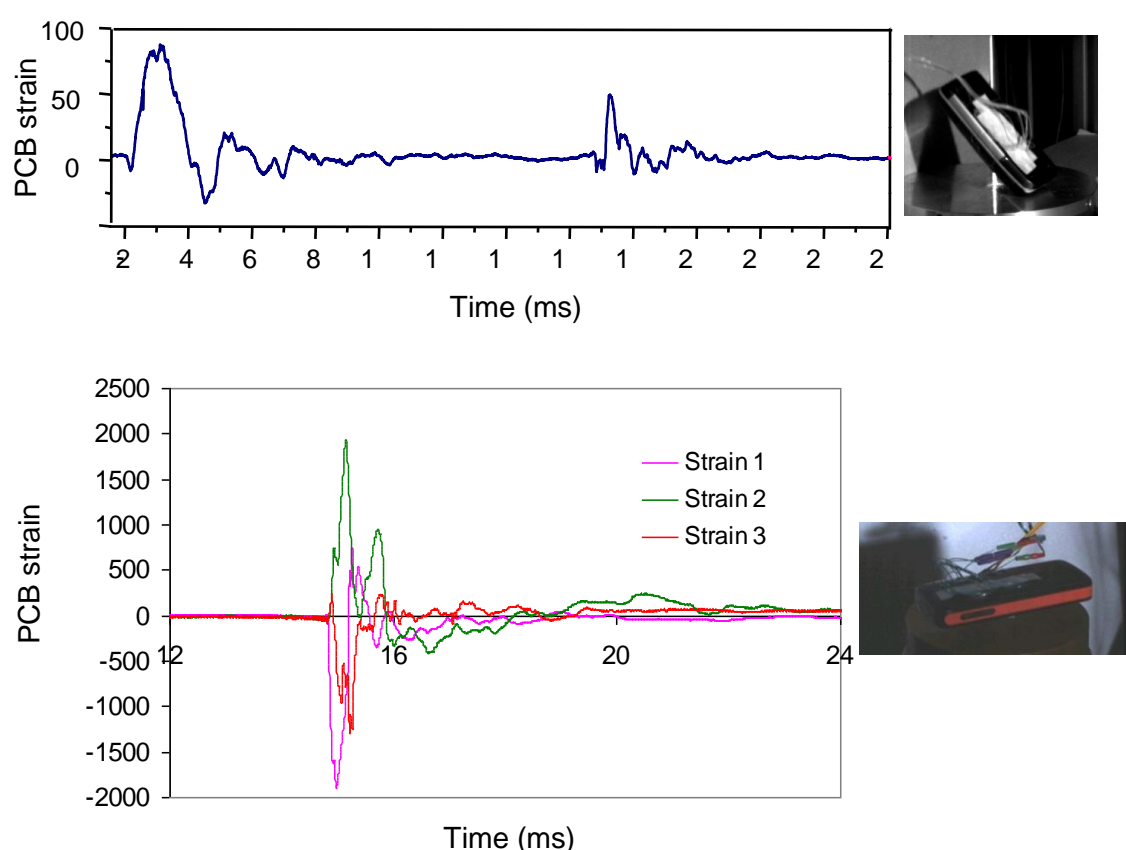 100
50
0
PCB strain
2 4 6 8 1 1 1 1 1 2 2 2 2
Time (ms)
2500
2000
1500
1000
500
0
-500
-1000
-1500
-2000
PCB strain
Strain 1
Strain 2
Strain 3
12 16 20 24
Time (ms)